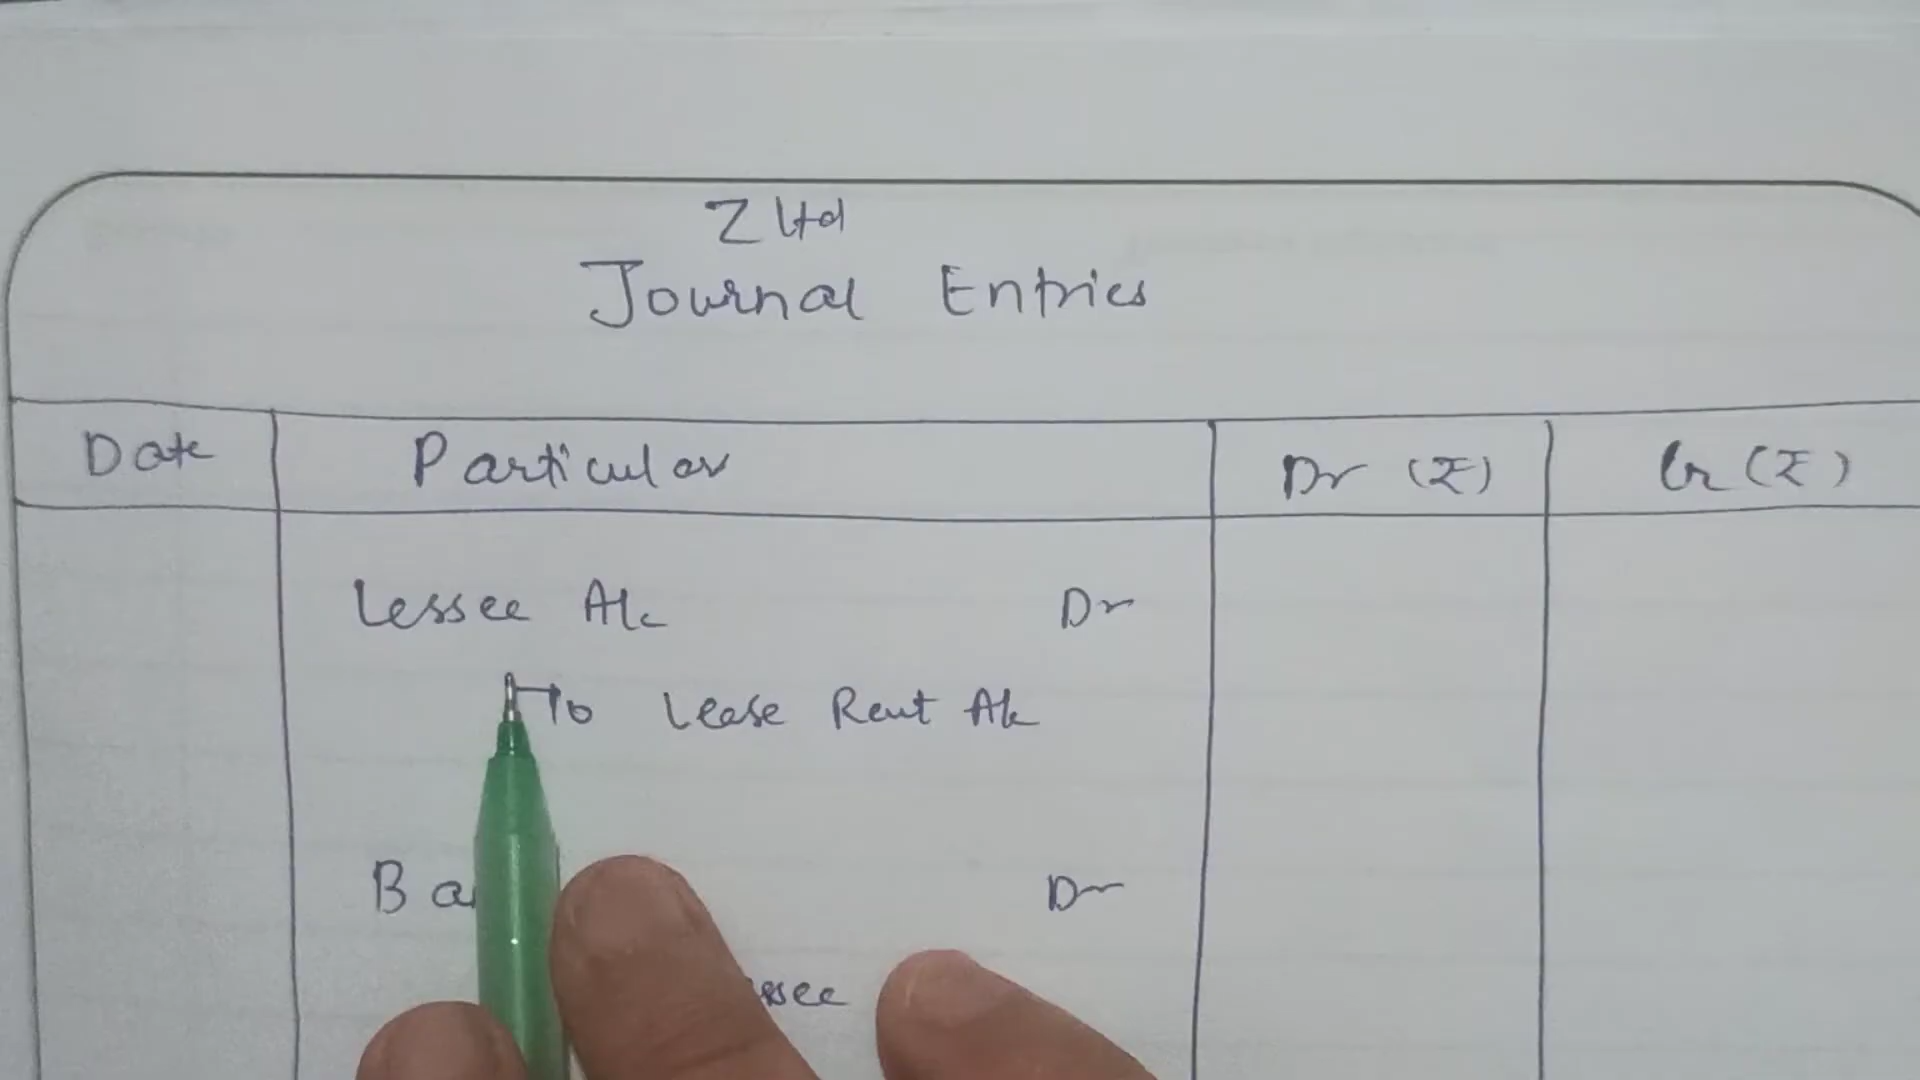 Z Ltd
Journal Entries
Date Particular Dr (₹) Cr (₹)
Lessee A/c Dr
To Lease Rent A/c
Dr